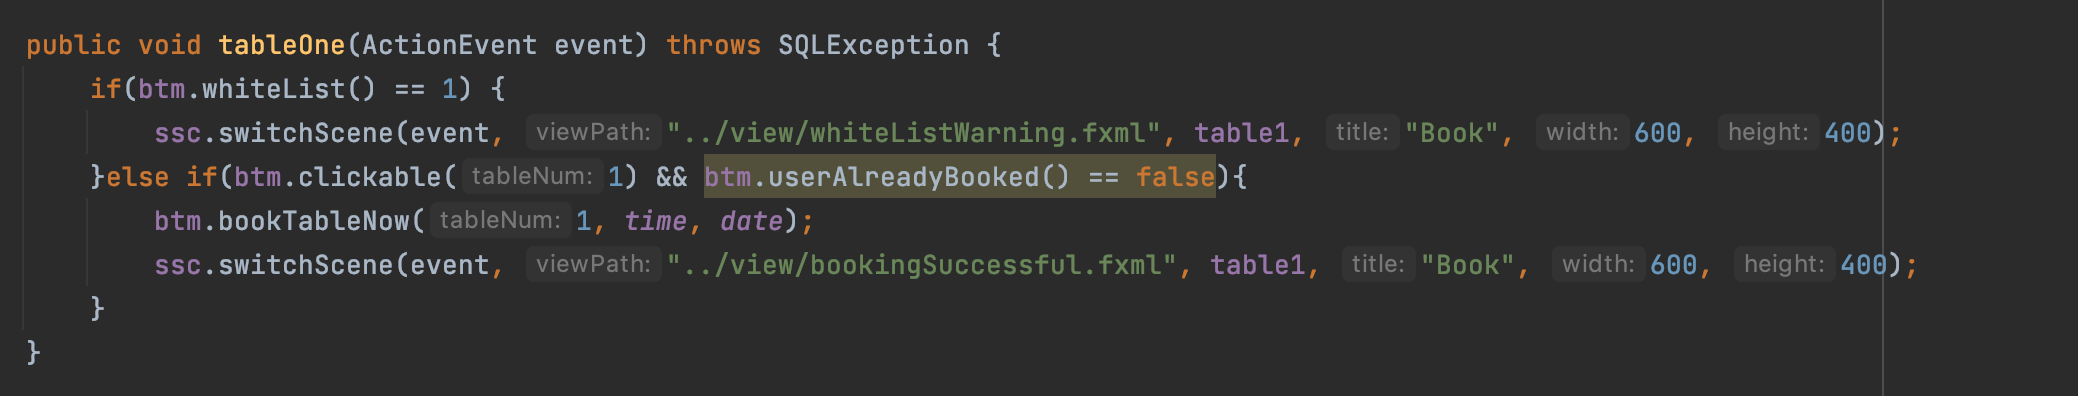 public void tableOne(ActionEvent event) throws SQLException {
if(btm.whiteList() == 1) {
ssc.switchScene(event, viewPath: "../view/whiteListWarning.fxml", table1, title: "Book", width: 600, height: 400);
}else if(btm.clickable( tableNum: 1) && btm.userAlreadyBooked() == false){
btm.bookTableNow( tableNum: 1, time, date);
ssc.switchScene(event, viewPath: "../view/bookingSuccessful.fxml", table1, title: "Book", width: 600, height: 400);
}
}